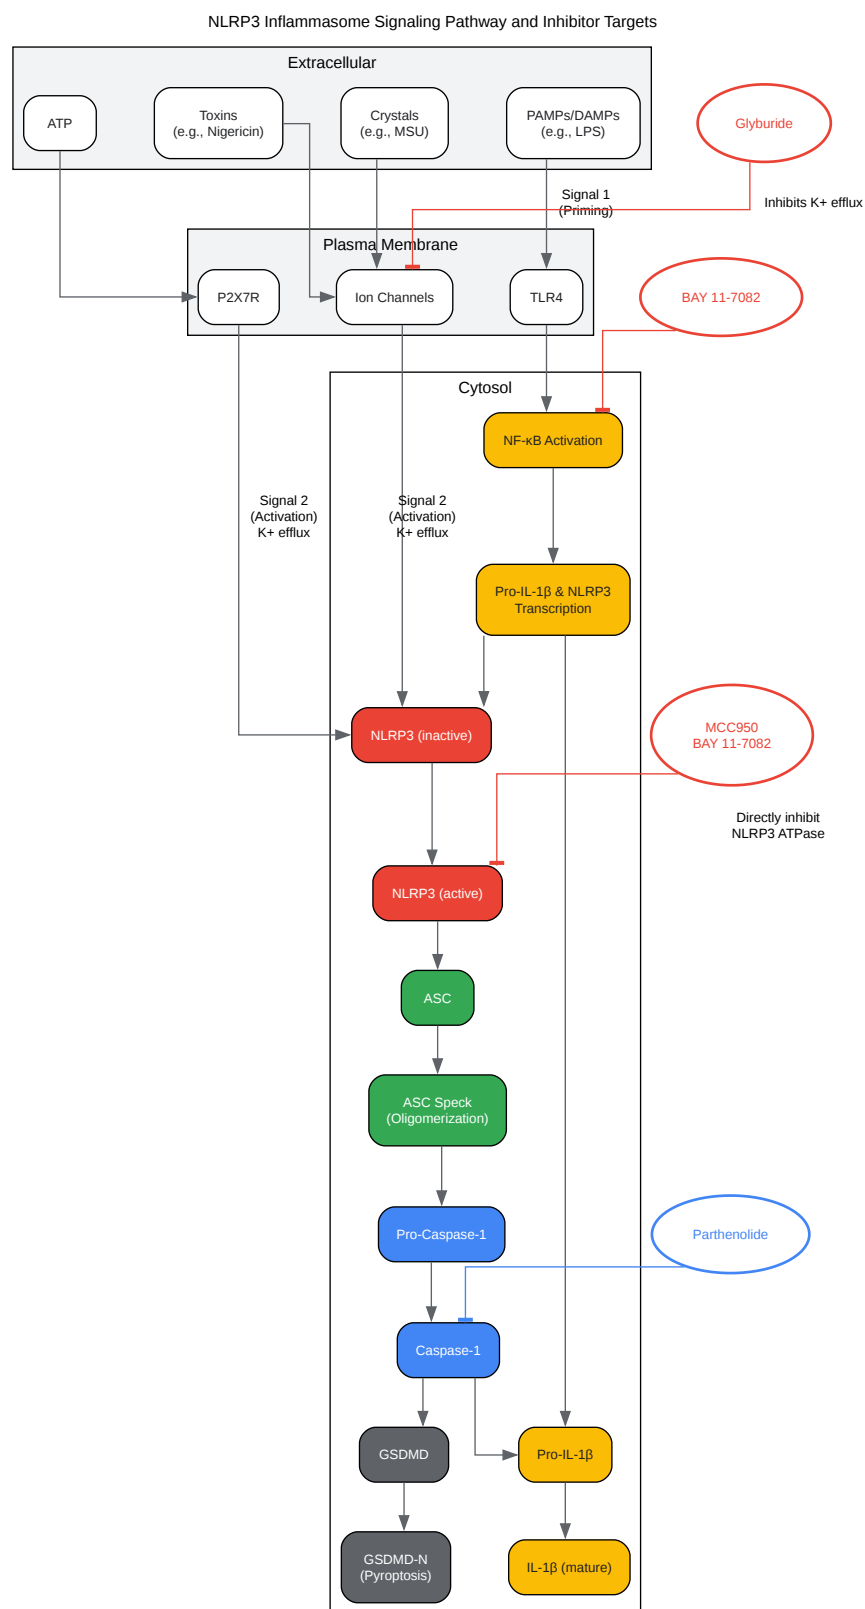 NLRP3 Inflammasome Signaling Pathway and Inhibitor Targets
Extracellular
ATP
Toxins
(e.g., Nigericin)
Crystals
(e.g., MSU)
PAMPs/DAMPs
(e.g., LPS)
Glyburide
Signal 1
(Priming)
Inhibits K+ efflux
Plasma Membrane
P2X7R
Ion Channels
TLR4
BAY 11-7082
Cytosol
NF-κB Activation
Signal 2
(Activation)
K+ efflux
Signal 2
(Activation)
K+ efflux
Pro-IL-1β & NLRP3
Transcription
NLRP3 (inactive)
MCC950
BAY 11-7082
Directly inhibit
NLRP3 ATPase
NLRP3 (active)
ASC
ASC Speck
(Oligomerization)
Pro-Caspase-1
Parthenolide
Caspase-1
GSDMD
Pro-IL-1β
GSDMD-N
(Pyroptosis)
IL-1β (mature)